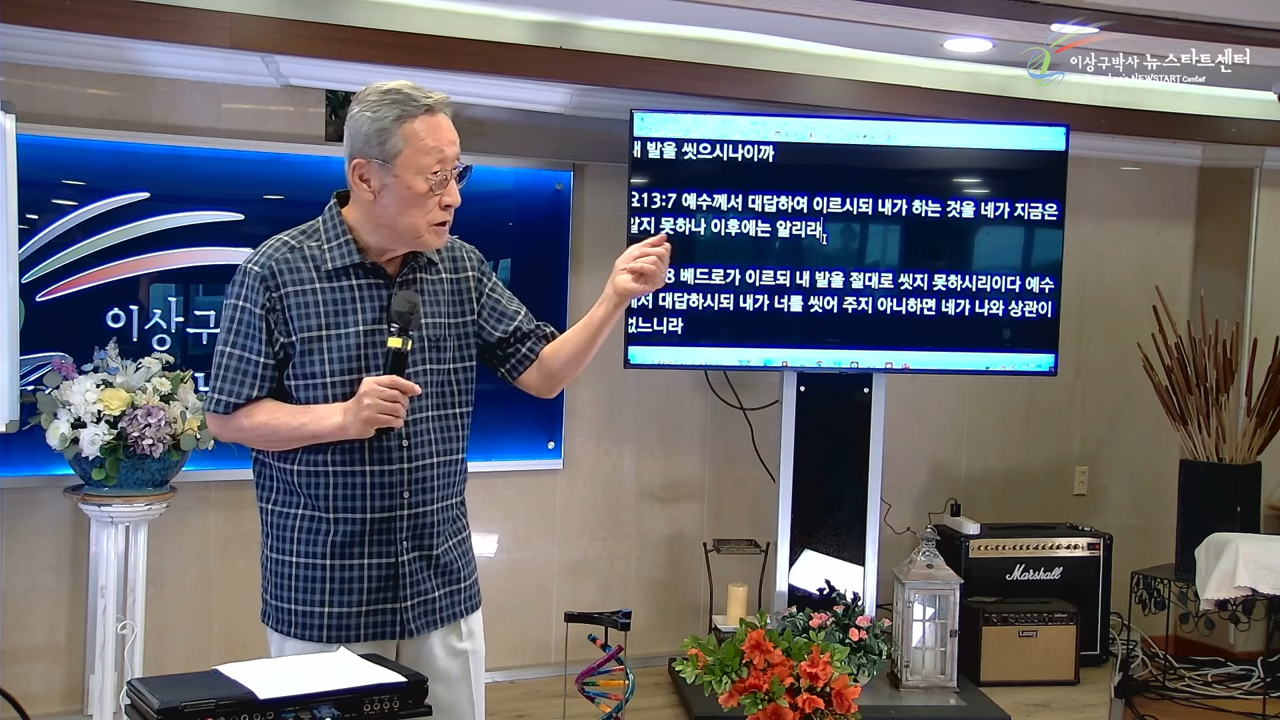 이상구박사 뉴스타트센터
NEWSTART Center
내 발을 씻으시나이까
요13:7 예수께서 대답하여 이르시되 내가 하는 것을 네가 지금은
알지 못하나 이후에는 알리라
8 베드로가 이르되 내 발을 절대로 씻지 못하시리이다 예수
께서 대답하시되 내가 너를 씻어 주지 아니하면 네가 나와 상관이
없느니라
이상구
Marshall
Laney